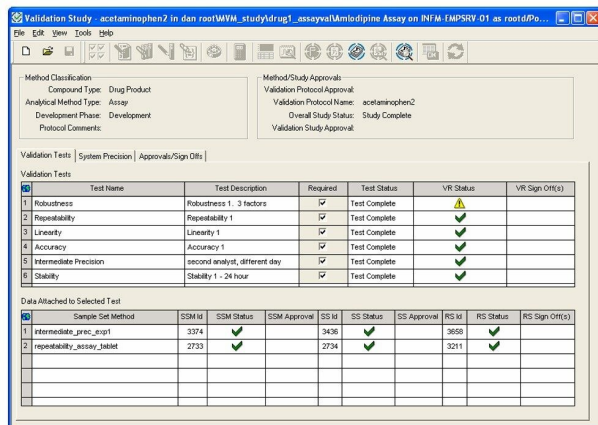 Validation Study - acetaminophen2 in dan root\MVM_study\drug1_assayval\Amlodipine Assay on INFM-EMPSRV-01 as rootd/Po...
File Edit View Tools Help
Method Classification
Compound Type: Drug Product
Analytical Method Type: Assay
Development Phase: Development
Protocol Comments:
Method/Study Approvals
Validation Protocol Approval:
Validation Protocol Name: acetaminophen2
Overall Study Status: Study Complete
Validation Study Approval:
Validation Tests System Precision Approvals/Sign Offs
Validation Tests
Test Name Test Description Required Test Status VR Status VR Sign Off(s)
1 Robustness Robustness 1. 3 factors Test Complete
2 Repeatability Repeatability 1 Test Complete
3 Linearity Linearity 1 Test Complete
4 Accuracy Accuracy 1 Test Complete
5 Intermediate Precision second analyst, different day Test Complete
6 Stability Stability 1 - 24 hour Test Complete
Data Attached to Selected Test
Sample Set Method SSM Id SSM Status SSM Approval SS Id SS Status SS Approval RS Id RS Status RS Sign Off(s)
1 intermediate_prec_exp1 3374 3436 3658
2 repeatability_assay_tablet 2733 2734 3211